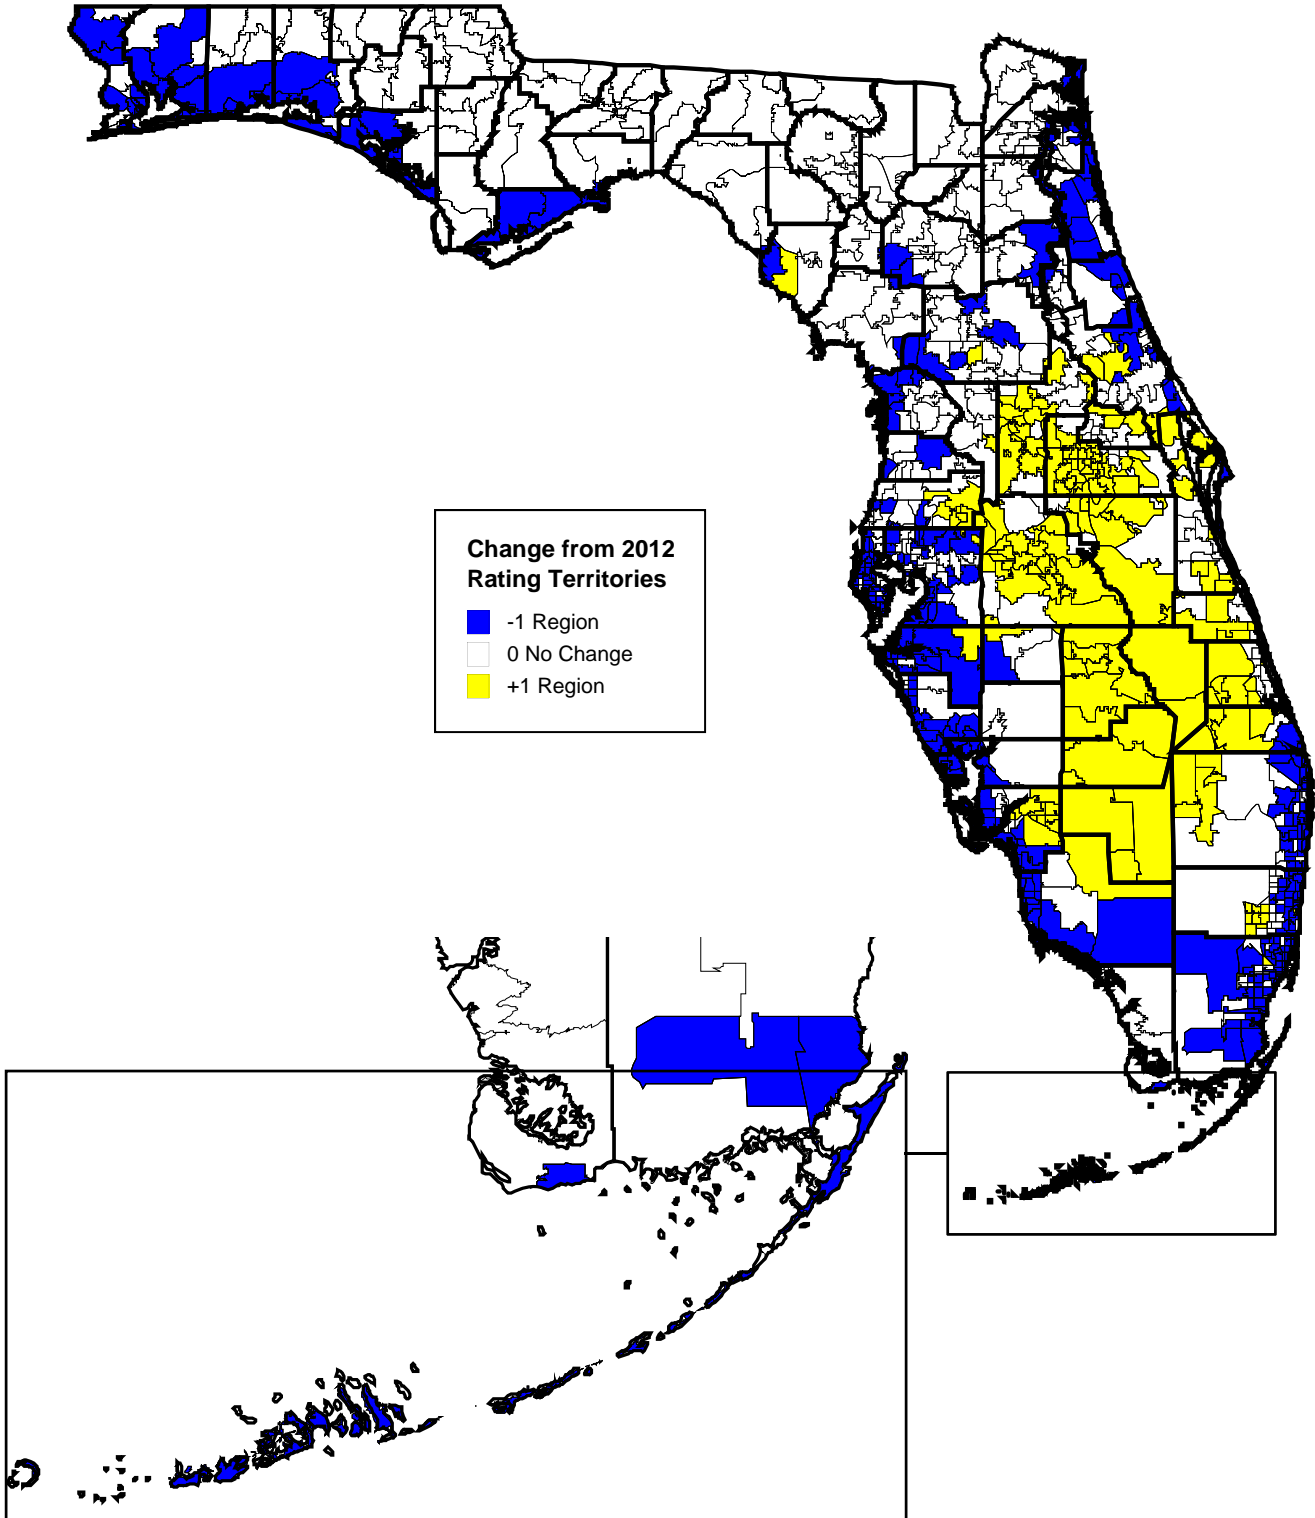 Change from 2012
Rating Territories
-1 Region
0 No Change
+1 Region